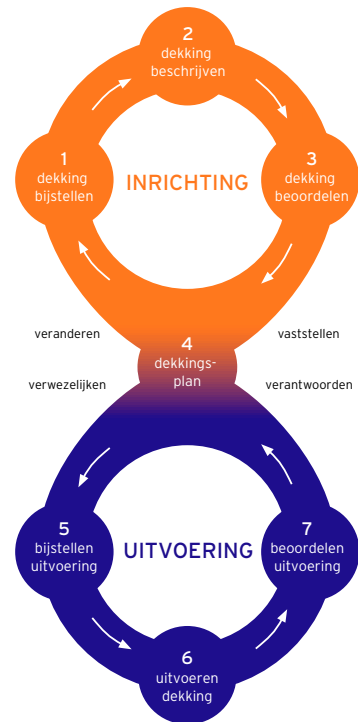 2
dekking
beschrijven
1
dekking
bijstellen
INRICHTING
3
dekking
beoordelen
veranderen
vaststellen
4
dekkings-
plan
verwezelijken
verantwoorden
5
bijstellen
uitvoering
UITVOERING
7
beoordelen
uitvoering
6
uitvoeren
dekking